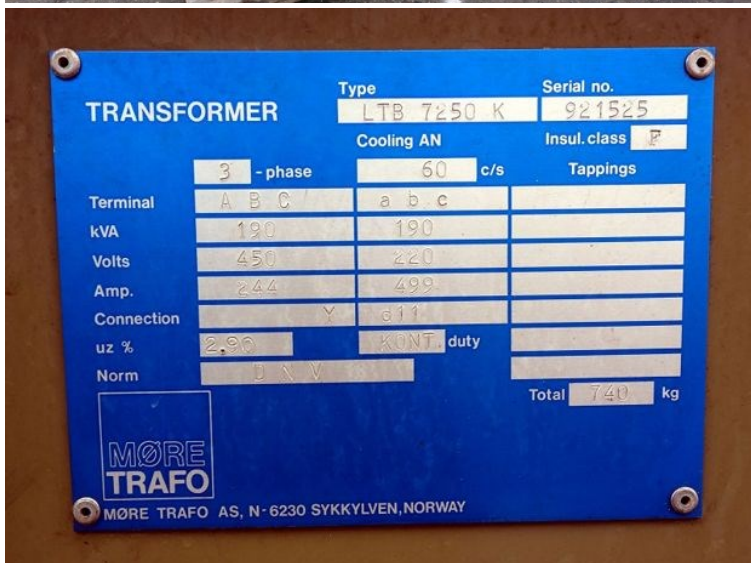 Type Serial no.
TRANSFORMER LTB 7250 K 921525
Cooling AN Insul.class F
3 - phase 60 c/s Tappings
Terminal A B C a b c
kVA 190 190
Volts 450 220
Amp. 244 499
Connection Y d11
uz % 2.90 KONT. duty
Norm D N V
Total 740 kg
MØRE
TRAFO
MØRE TRAFO AS, N-6230 SYKKYLVEN, NORWAY